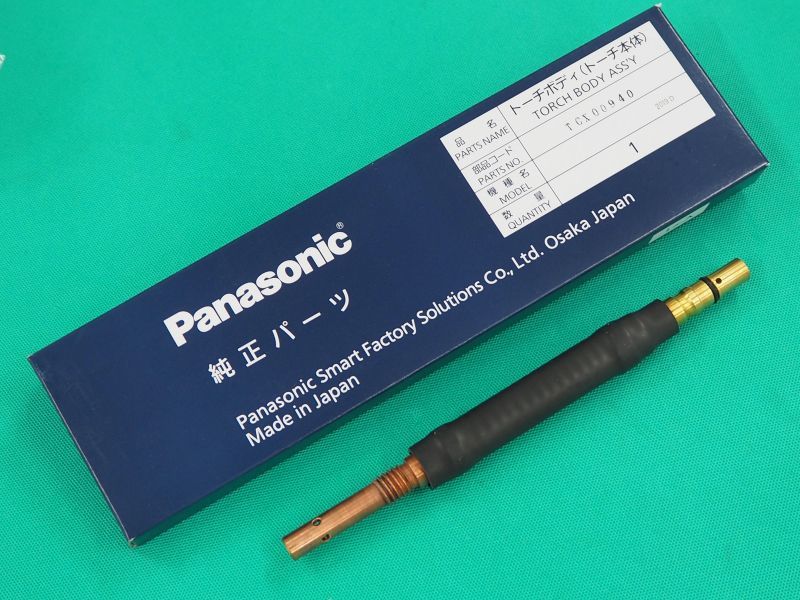 品名
PARTS NAME
トーチボディ(トーチ本体)
TORCH BODY ASS'Y
部品コード
PARTS NO.
TCX00940
2019.D
機種名
MODEL
数量
QUANTITY
1
Panasonic®
純正パーツ
Panasonic Smart Factory Solutions Co., Ltd. Osaka Japan
Made in Japan